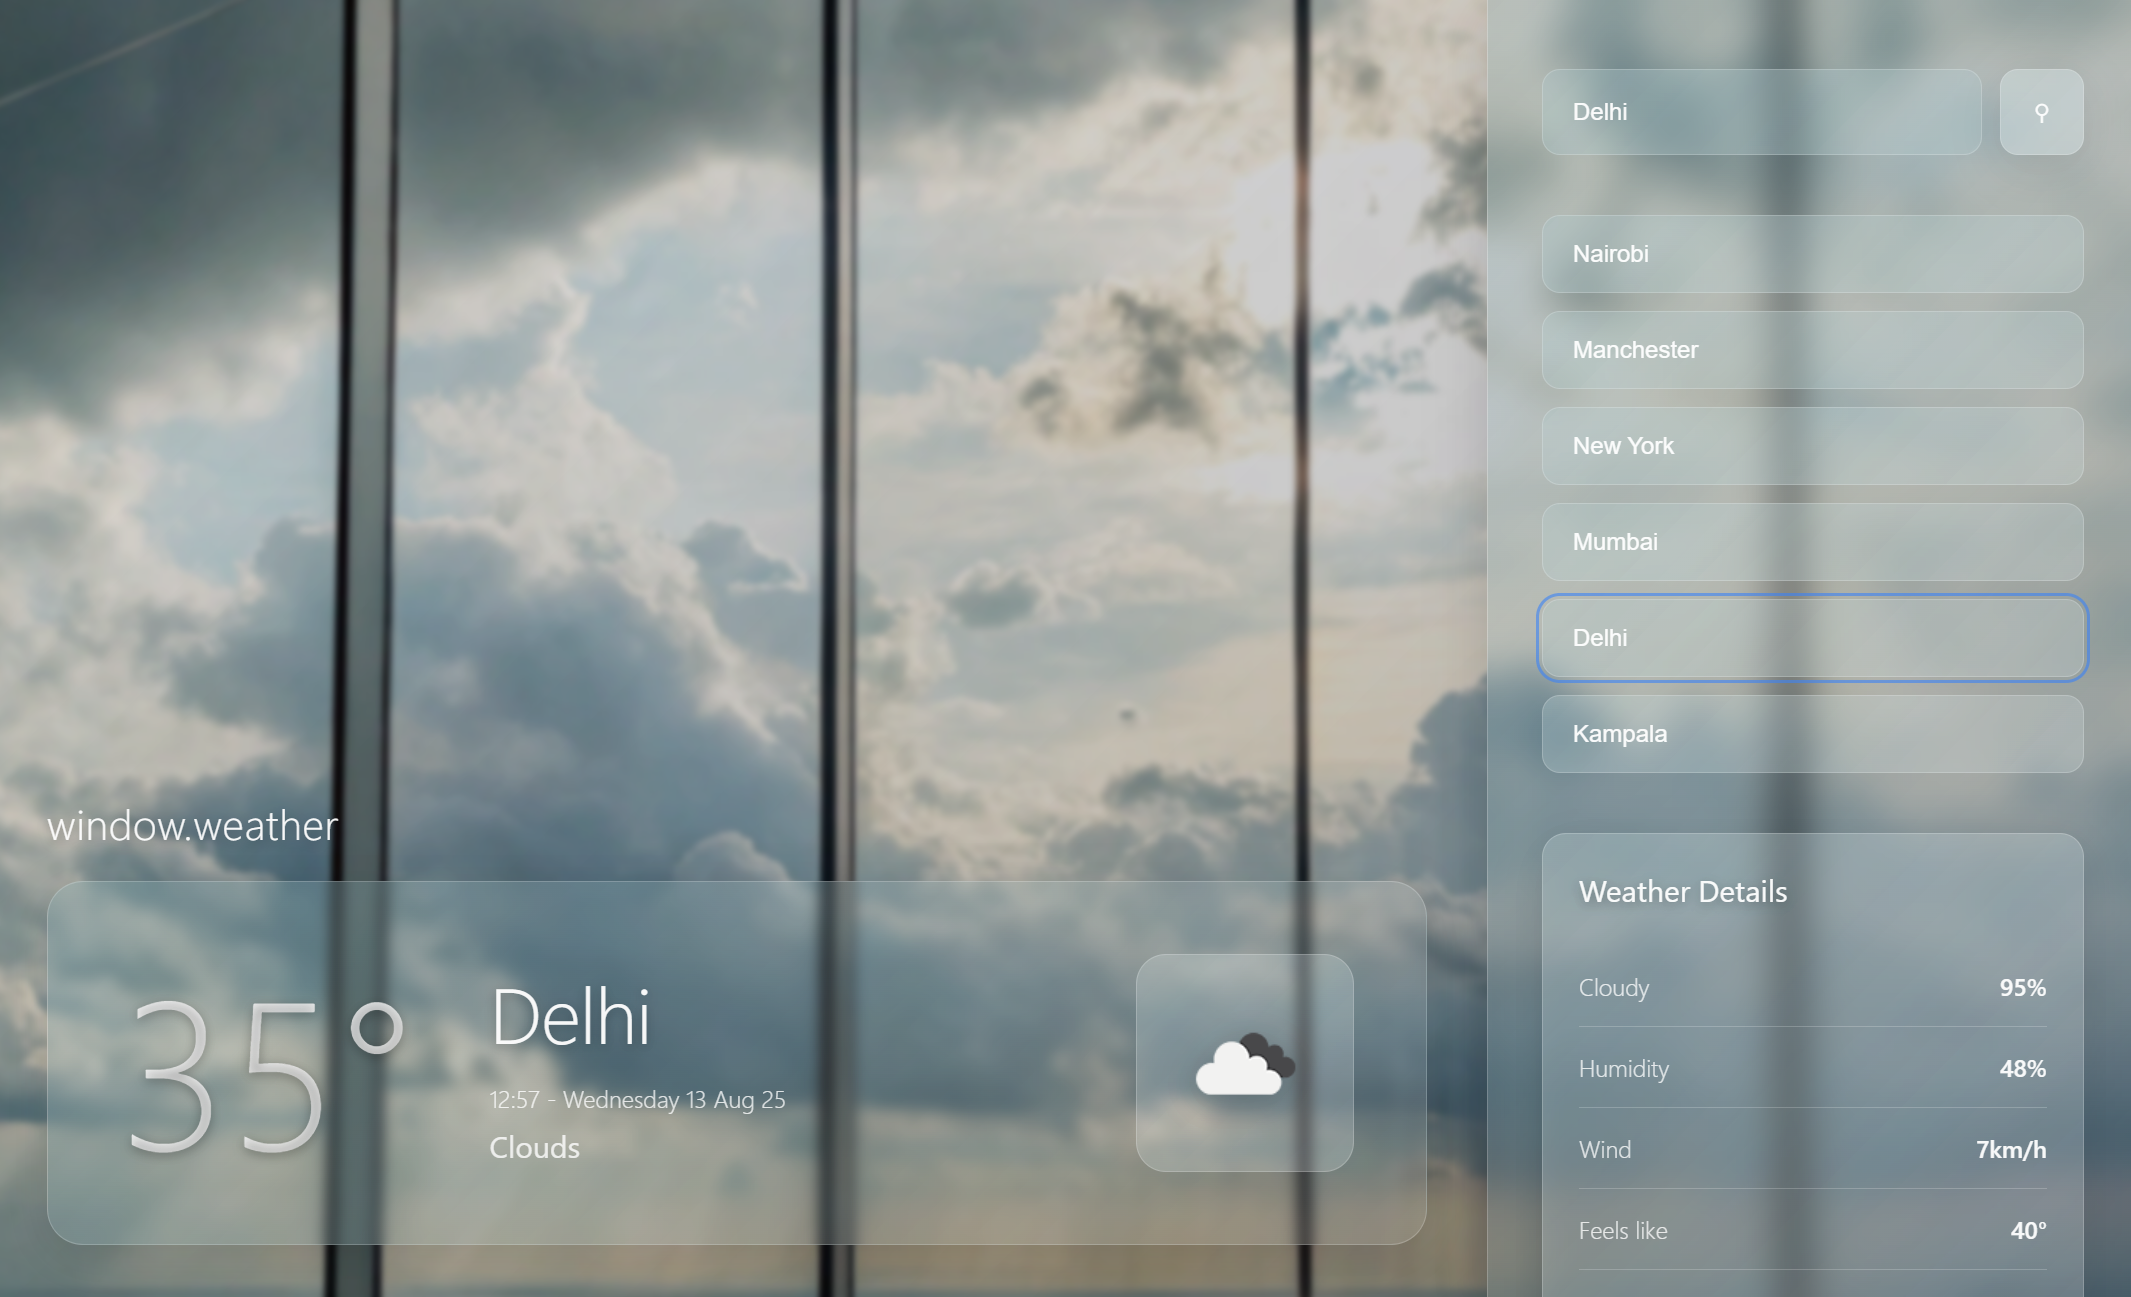 window.weather
35°
Delhi
12:57 - Wednesday 13 Aug 25
Clouds
Delhi
Nairobi
Manchester
New York
Mumbai
Delhi
Kampala
Weather Details
Cloudy 95%
Humidity 48%
Wind 7km/h
Feels like 40°